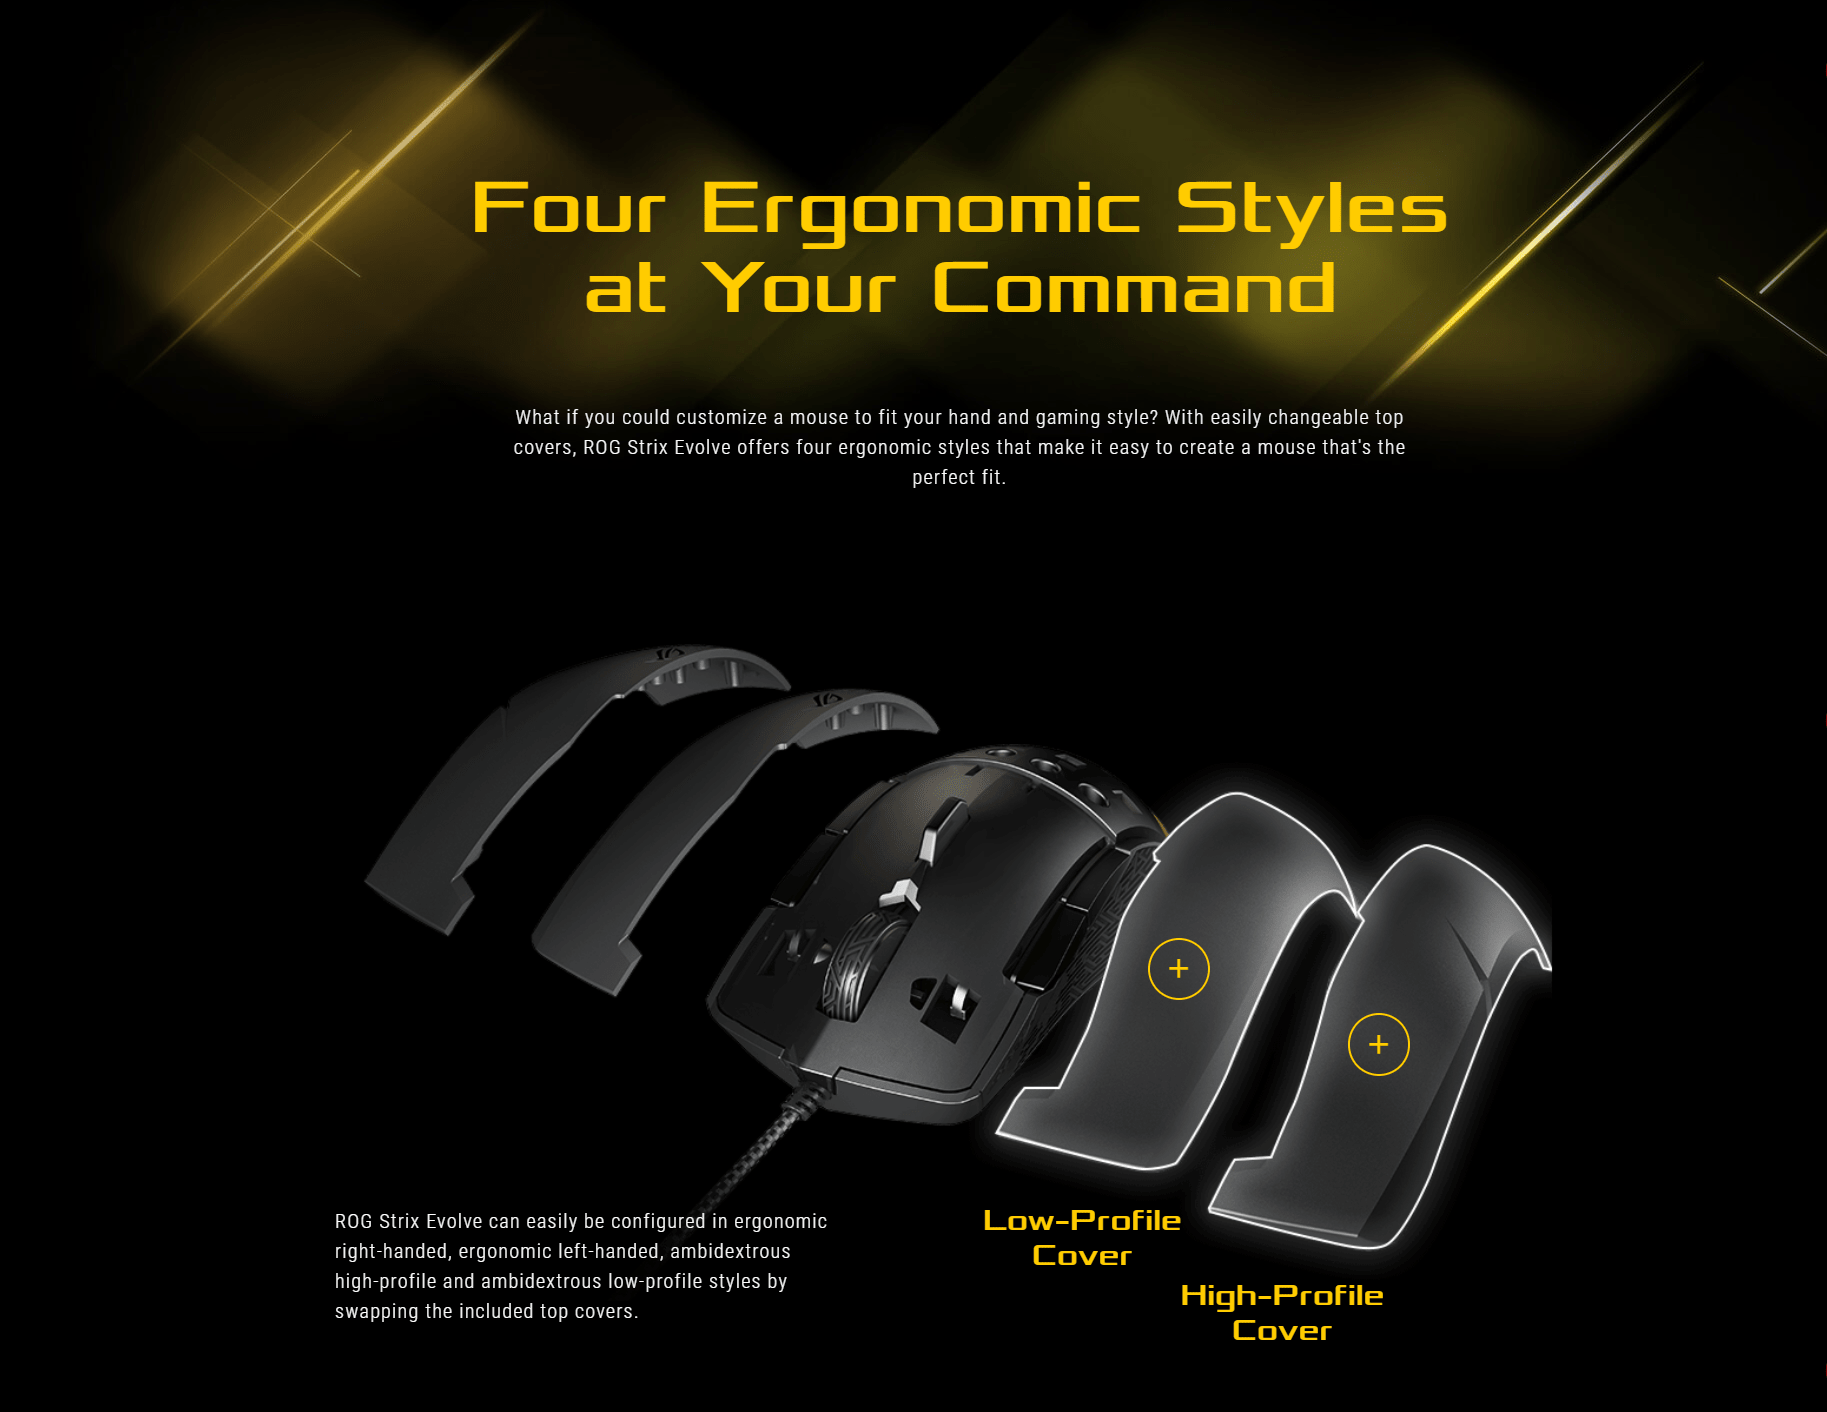 Four Ergonomic Styles
at Your Command
What if you could customize a mouse to fit your hand and gaming style? With easily changeable top
covers, ROG Strix Evolve offers four ergonomic styles that make it easy to create a mouse that's the
perfect fit.
ROG Strix Evolve can easily be configured in ergonomic
right-handed, ergonomic left-handed, ambidextrous
high-profile and ambidextrous low-profile styles by
swapping the included top covers.
Low-Profile
Cover
High-Profile
Cover